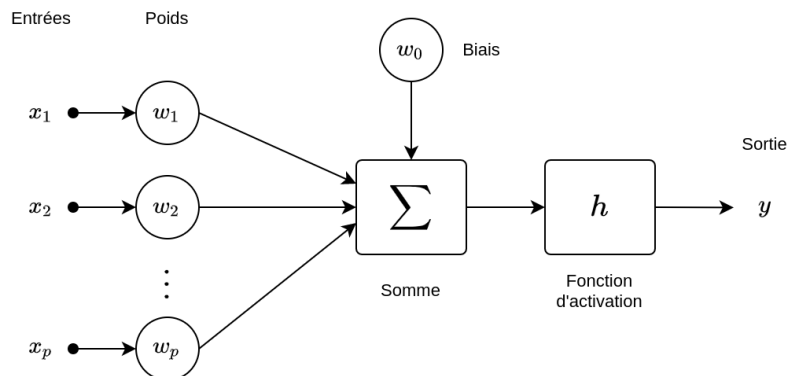 Entrées
Poids
w₀
Biais
x₁
w₁
x₂
w₂
⋮
xₚ
wₚ
Σ
Somme
h
Fonction
d'activation
Sortie
y